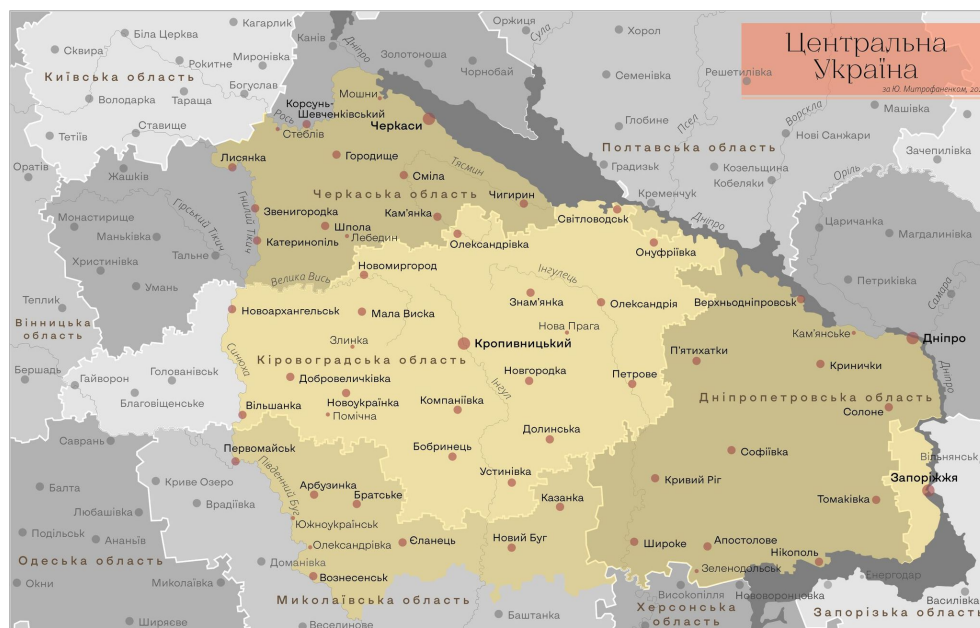 Центральна
Україна
за Ю. Митрофаненком, 20
Кагарлик
Біла Церква
Сквира
Рокитне
Миронівка
Київська область
Богуслав
Володарка
Тараща
Ставище
Тетіїв
Оратів
Жашків
Канів
Дніпро
Золотоноша
Чорнобай
Оржиця
Сула
Хорол
Семенівка
Решетилівка
Машівка
Глобине
Псел
Ворскла
Нові Санжари
Полтавська область
Зачепилівка
Градизьк
Козельщина
Кобеляки
Кременчук
Оріль
Мошни
Корсунь-
Шевченківський
Рось
Стеблів
Черкаси
Лисянка
Городище
Тясмин
Сміла
Черкаська область
Чигирин
Світловодськ
Дніпро
Царичанка
Магдалинівка
Монастирище
Гірський Тікич
Гнилий Тікич
Звенигородка
Шпола
Кам'янка
Лебедин
Маньківка
Тальне
Катеринопіль
Олександрівка
Онуфріївка
Христинівка
Умань
Велика Вись
Новомиргород
Інгулець
Петриківка
Самара
Теплик
Вінницька
область
Новоархангельськ
Мала Виска
Знам'янка
Олександрія
Верхньодніпровськ
Нова Прага
Кам'янське
Дніпро
Злинка
Кропивницький
Кіровоградська область
П'ятихатки
Кринички
Дніпро
Синюха
Бершадь
Гайворон
Голованівськ
Благовіщенське
Добровеличківка
Новоукраїнка
Помічна
Компаніївка
Інгул
Новгородка
Петрове
Дніпропетровська область
Солоне
Вільшанка
Саврань
Первомайськ
Бобринець
Долинська
Софіївка
Вільнянськ
Устинівка
Кривий Ріг
Запоріжжя
Балта
Криве Озеро
Врадіївка
Південний Буг
Арбузинка
Братське
Казанка
Томаківка
Любашівка
Подільськ
Ананьїв
Южноукраїнськ
Одеська область
Олександрівка
Доманівка
Єланець
Новий Буг
Широке
Апостолове
Нікополь
Зеленодольськ
Енергодар
Окни
Миколаївка
Вознесенськ
Миколаївська область
Високопілля
Нововоронцовка
Василівка
Херсонська
область
Запорізька область
Баштанка
Ширяєве
Веселинове